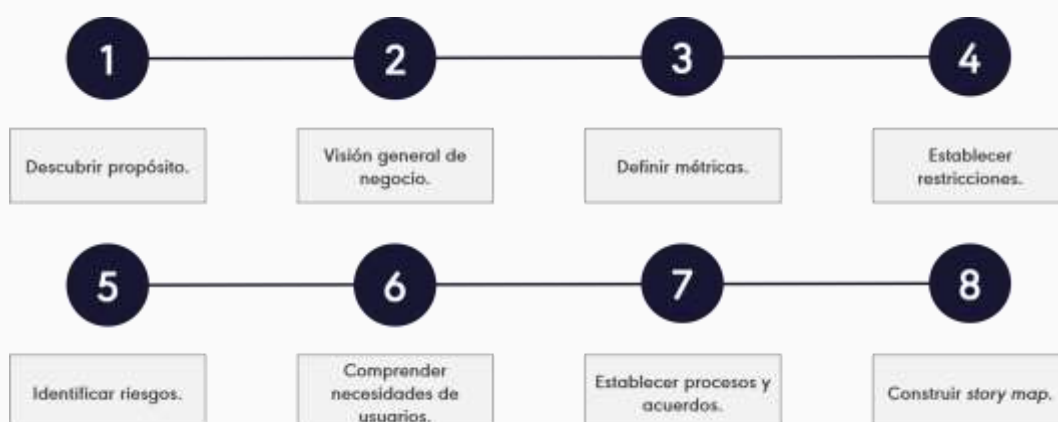 1
2
3
4
Descubrir propósito.
Visión general de
negocio.
Definir métricas.
Establecer
restricciones.
5
6
7
8
Identificar riesgos.
Comprender
necesidades de
usuarios.
Establecer procesos y
acuerdos.
Construir story map.